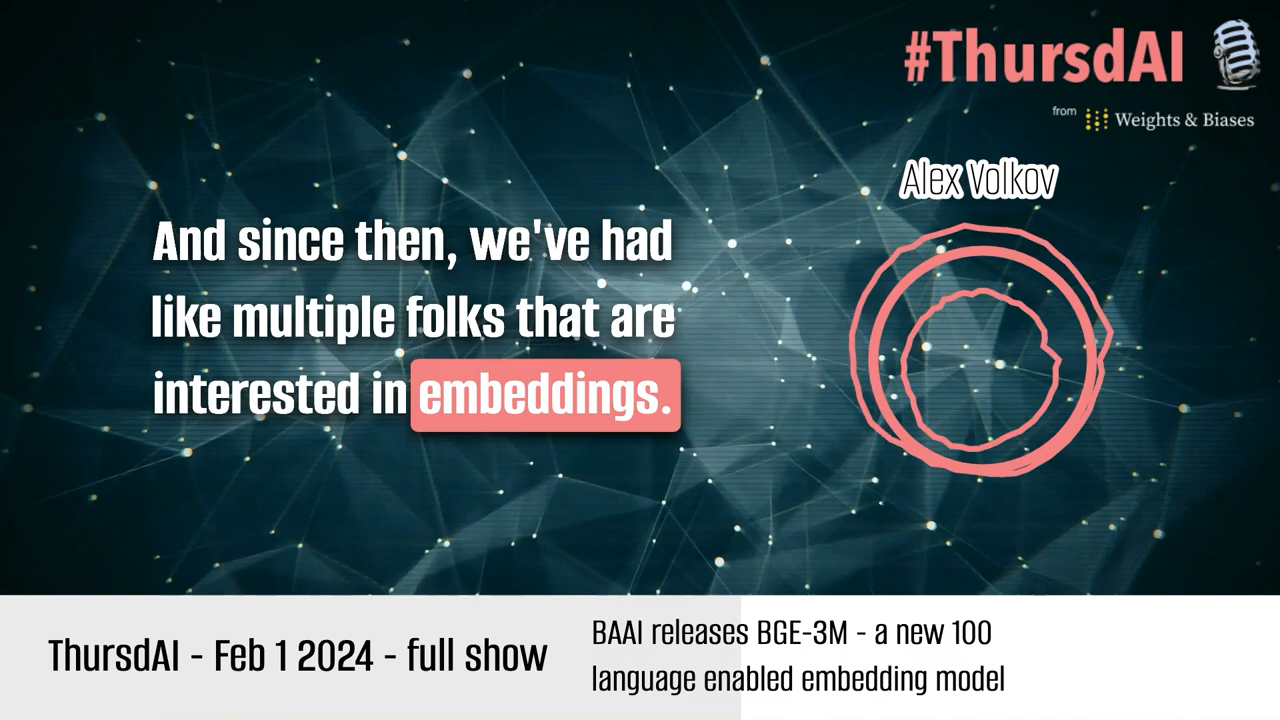 #ThursdAI
from Weights & Biases
Alex Volkov
And since then, we've had
like multiple folks that are
interested in embeddings.
ThursdAI - Feb 1 2024 - full show
BAAI releases BGE-3M - a new 100
language enabled embedding model